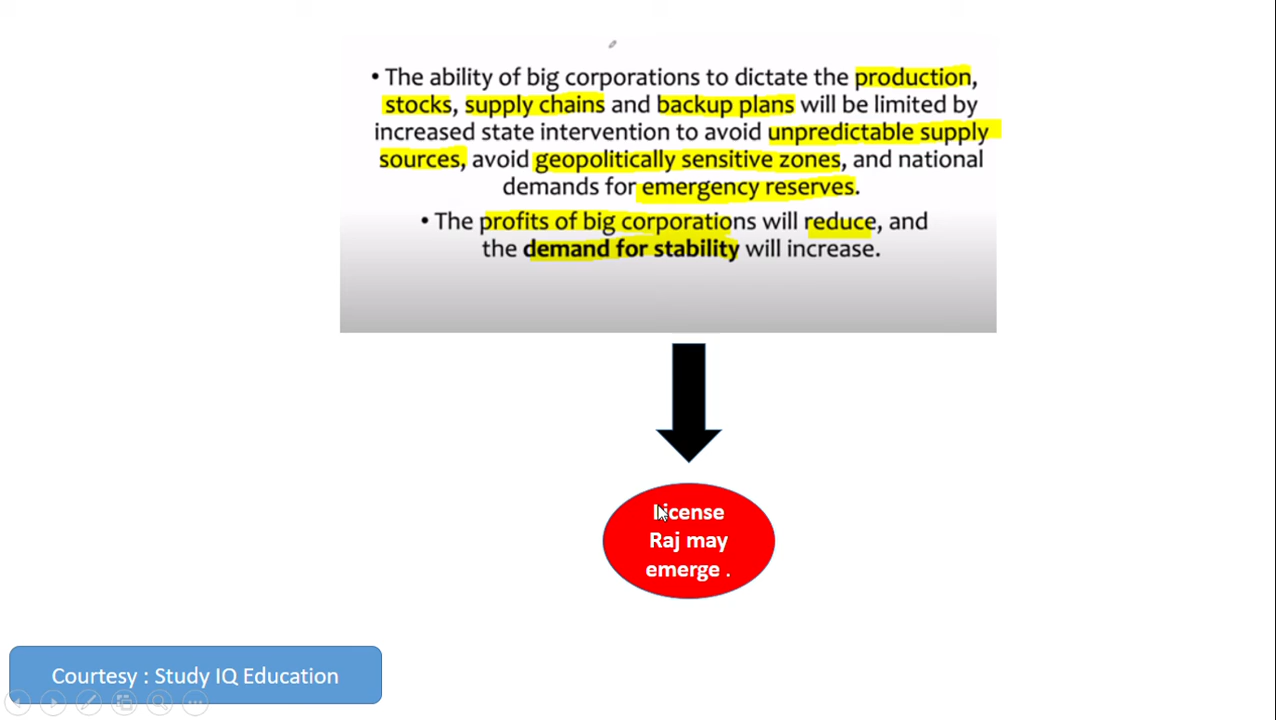 • The ability of big corporations to dictate the production,
stocks, supply chains and backup plans will be limited by
increased state intervention to avoid unpredictable supply
sources, avoid geopolitically sensitive zones, and national
demands for emergency reserves.
• The profits of big corporations will reduce, and
the demand for stability will increase.
License
Raj may
emerge .
Courtesy : Study IQ Education